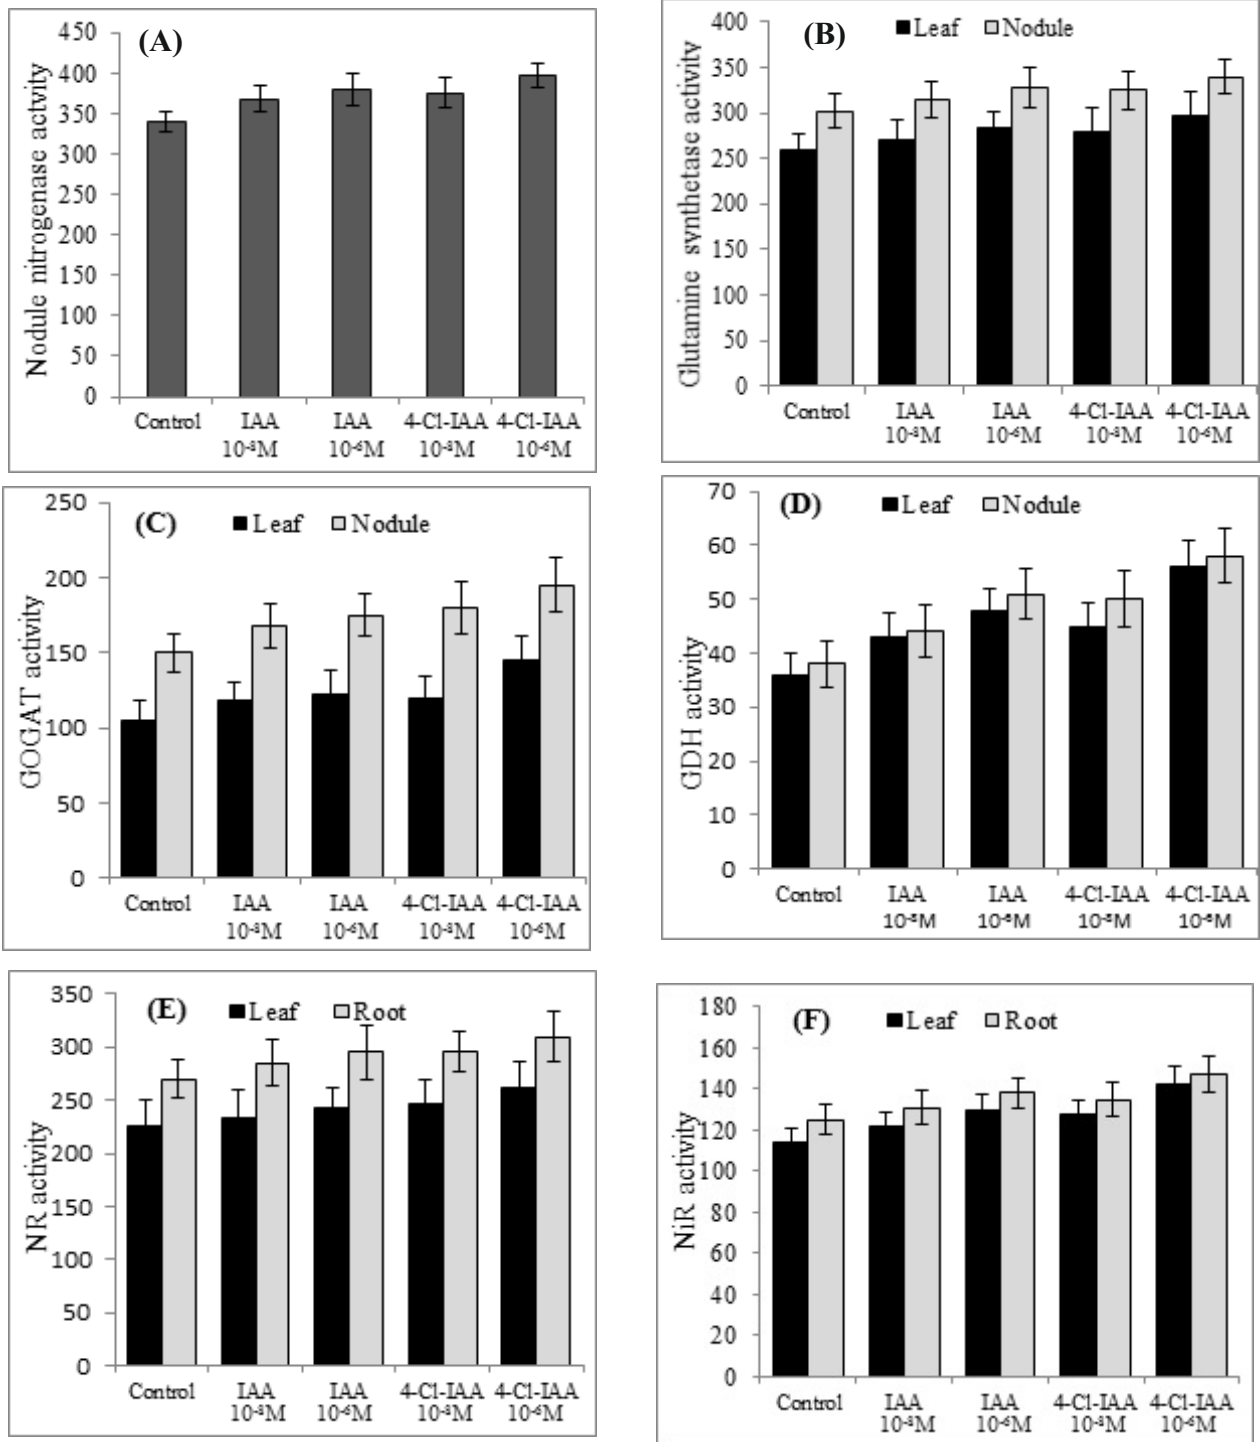 (A)
Nodule nitrogenase actvity
450
400
350
300
250
200
150
100
50
0
Control IAA IAA 4-Cl-IAA 4-Cl-IAA
10⁻⁸M 10⁻⁶M 10⁻⁸M 10⁻⁶M
(B)
Leaf Nodule
Glutamine synthetase activity
400
350
300
250
200
150
100
50
0
Control IAA IAA 4-Cl-IAA 4-Cl-IAA
10⁻⁸M 10⁻⁶M 10⁻⁸M 10⁻⁶M
(C)
Leaf Nodule
GOGAT activity
250
200
150
100
50
0
Control IAA IAA 4-Cl-IAA 4-Cl-IAA
10⁻⁸M 10⁻⁶M 10⁻⁸M 10⁻⁶M
(D)
Leaf Nodule
GDH activity
70
60
50
40
30
20
10
0
Control IAA IAA 4-Cl-IAA 4-Cl-IAA
10⁻⁸M 10⁻⁶M 10⁻⁸M 10⁻⁶M
(E)
Leaf Root
NR activity
350
300
250
200
150
100
50
0
Control IAA IAA 4-Cl-IAA 4-Cl-IAA
10⁻⁸M 10⁻⁶M 10⁻⁸M 10⁻⁶M
(F)
Leaf Root
NiR activity
180
160
140
120
100
80
60
40
20
0
Control IAA IAA 4-Cl-IAA 4-Cl-IAA
10⁻⁸M 10⁻⁶M 10⁻⁸M 10⁻⁶M